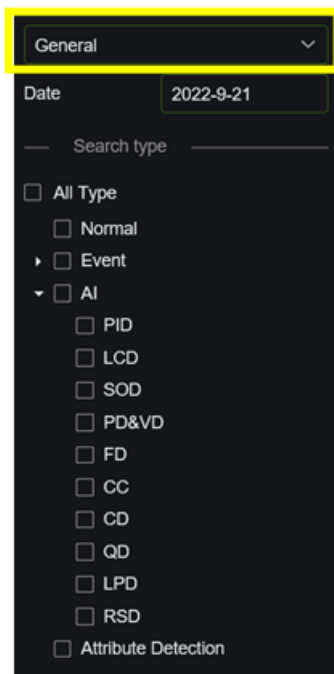 General
Date 2022-9-21
Search type
All Type
Normal
Event
AI
PID
LCD
SOD
PD&VD
FD
CC
CD
QD
LPD
RSD
Attribute Detection